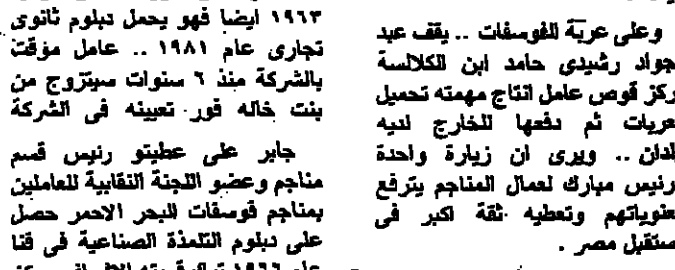 وعلى عربة الفوسفات .. يقف عبد
جواد رشيدى حامد ابن الكلالسة
ركز قوص عامل انتاج مهمته تحميل
عربات ثم دفعها للخارج لديه
لدان .. ويرى ان زيارة واحدة
رئيس مبارك لعمال المناجم يترفع
عنوياتهم وتعطيه ثقة اكبر فى
ستقبل مصر .
١٩٦٣ ايضا فهو يحمل دبلوم ثانوى
تجارى عام ١٩٨١ .. عامل مؤقت
بالشركة منذ ٦ سنوات سيتزوج من
بنت خاله فور تعيينه فى الشركة
جابر على عطيتو رئيس قسم
مناجم وعضو اللجنة النقابية للعاملين
بمناجم فوسفات البحر الاحمر حصل
على دبلوم التلمذة الصناعية فى قنا